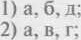 1) а, б, д;
2) а, в, г;